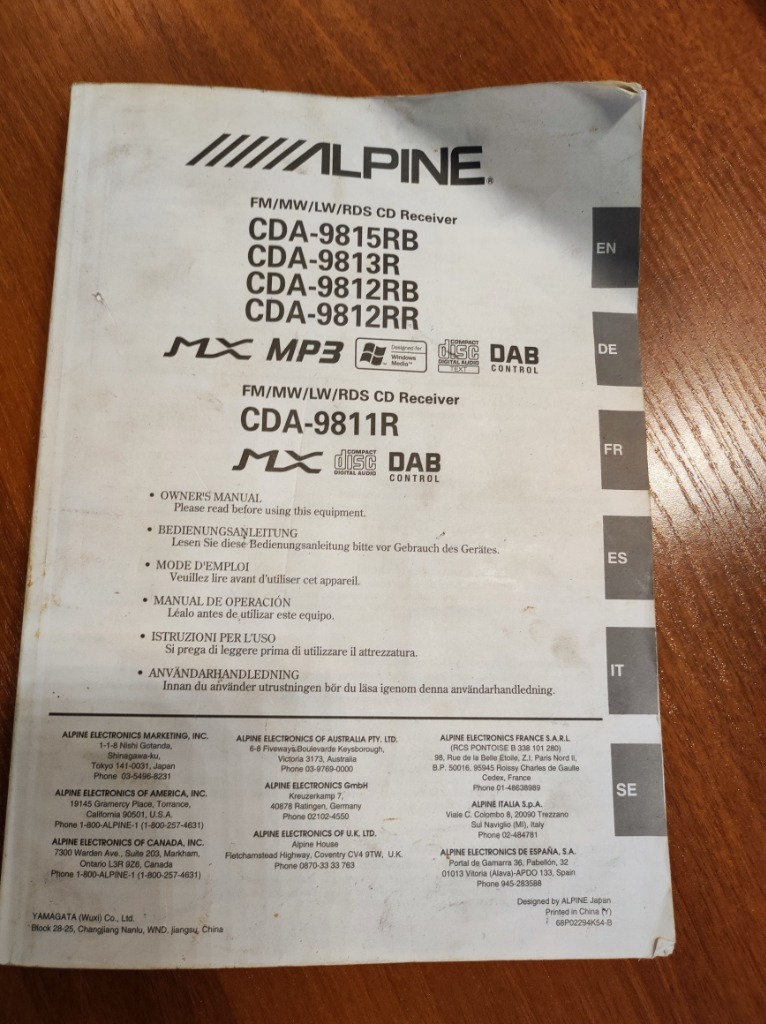 ALPINE®
FM/MW/LW/RDS CD Receiver
CDA-9815RB
CDA-9813R
CDA-9812RB
CDA-9812RR
MX MP3 Designed for Windows Media™ COMPACT disc DIGITAL AUDIO TEXT DAB CONTROL
FM/MW/LW/RDS CD Receiver
CDA-9811R
MX COMPACT disc DIGITAL AUDIO DAB CONTROL
• OWNER'S MANUAL
Please read before using this equipment.
• BEDIENUNGSANLEITUNG
Lesen Sie diese Bedienungsanleitung bitte vor Gebrauch des Gerätes.
• MODE D'EMPLOI
Veuillez lire avant d'utiliser cet appareil.
• MANUAL DE OPERACIÓN
Léalo antes de utilizar este equipo.
• ISTRUZIONI PER L'USO
Si prega di leggere prima di utilizzare il attrezzatura.
• ANVÄNDARHANDLEDNING
Innan du använder utrustningen bör du läsa igenom denna användarhandledning.
EN
DE
FR
ES
IT
SE
ALPINE ELECTRONICS MARKETING, INC.
1-1-8 Nishi Gotanda,
Shinagawa-ku,
Tokyo 141-0031, Japan
Phone 03-5496-8231
ALPINE ELECTRONICS OF AMERICA, INC.
19145 Gramercy Place, Torrance,
California 90501, U.S.A.
Phone 1-800-ALPINE-1 (1-800-257-4631)
ALPINE ELECTRONICS OF CANADA, INC.
7300 Warden Ave., Suite 203, Markham,
Ontario L3R 9Z6, Canada
Phone 1-800-ALPINE-1 (1-800-257-4631)
ALPINE ELECTRONICS OF AUSTRALIA PTY. LTD.
6-8 Fiveways Boulevarde Keysborough,
Victoria 3173, Australia
Phone 03-9769-0000
ALPINE ELECTRONICS GmbH
Kreuzerkamp 7,
40878 Ratingen, Germany
Phone 02102-4550
ALPINE ELECTRONICS OF U.K. LTD.
Alpine House
Fletchamstead Highway, Coventry CV4 9TW, U.K.
Phone 0870-33 33 763
ALPINE ELECTRONICS FRANCE S.A.R.L.
(RCS PONTOISE B 338 101 280)
98, Rue de la Belle Etoile, Z.I. Paris Nord II,
B.P. 50016, 95945 Roissy Charles de Gaulle
Cedex, France
Phone 01-48638989
ALPINE ITALIA S.p.A.
Viale C. Colombo 8, 20090 Trezzano
Sul Naviglio (MI), Italy
Phone 02-484781
ALPINE ELECTRONICS DE ESPAÑA, S.A.
Portal de Gamarra 36, Pabellón, 32
01013 Vitoria (Alava)-APDO 133, Spain
Phone 945-283588
YAMAGATA (Wuxi) Co., Ltd.
Block 28-25, Changjiang Nanlu, WND. jiangsu, China
Designed by ALPINE Japan
Printed in China (Y)
68P02294K54-B